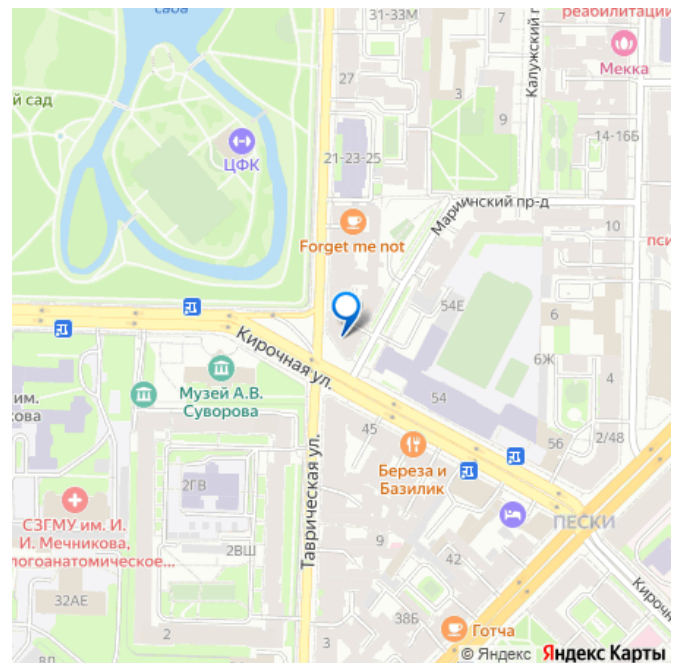 сада
й сад
ЦФК
31-33М
27
3
9
21-23-25
Калужский п
реабилитации
Мекка
14-16Б
Мариинский пр-д
10
пси
Forget me not
54Е
6
6Ж
4
Кирочная ул.
Музей А.В.
Суворова
им.
кова
54
45
56
2/48
Береза и
Базилик
2ГВ
СЗГМУ им. И.
И. Мечникова,
логоанатомическое...
2ВШ
Таврическая ул.
ПЕСКИ
9
42
32АЕ
38Б
Кирочн
2
3
Готча
© Яндекс Яндекс Карты